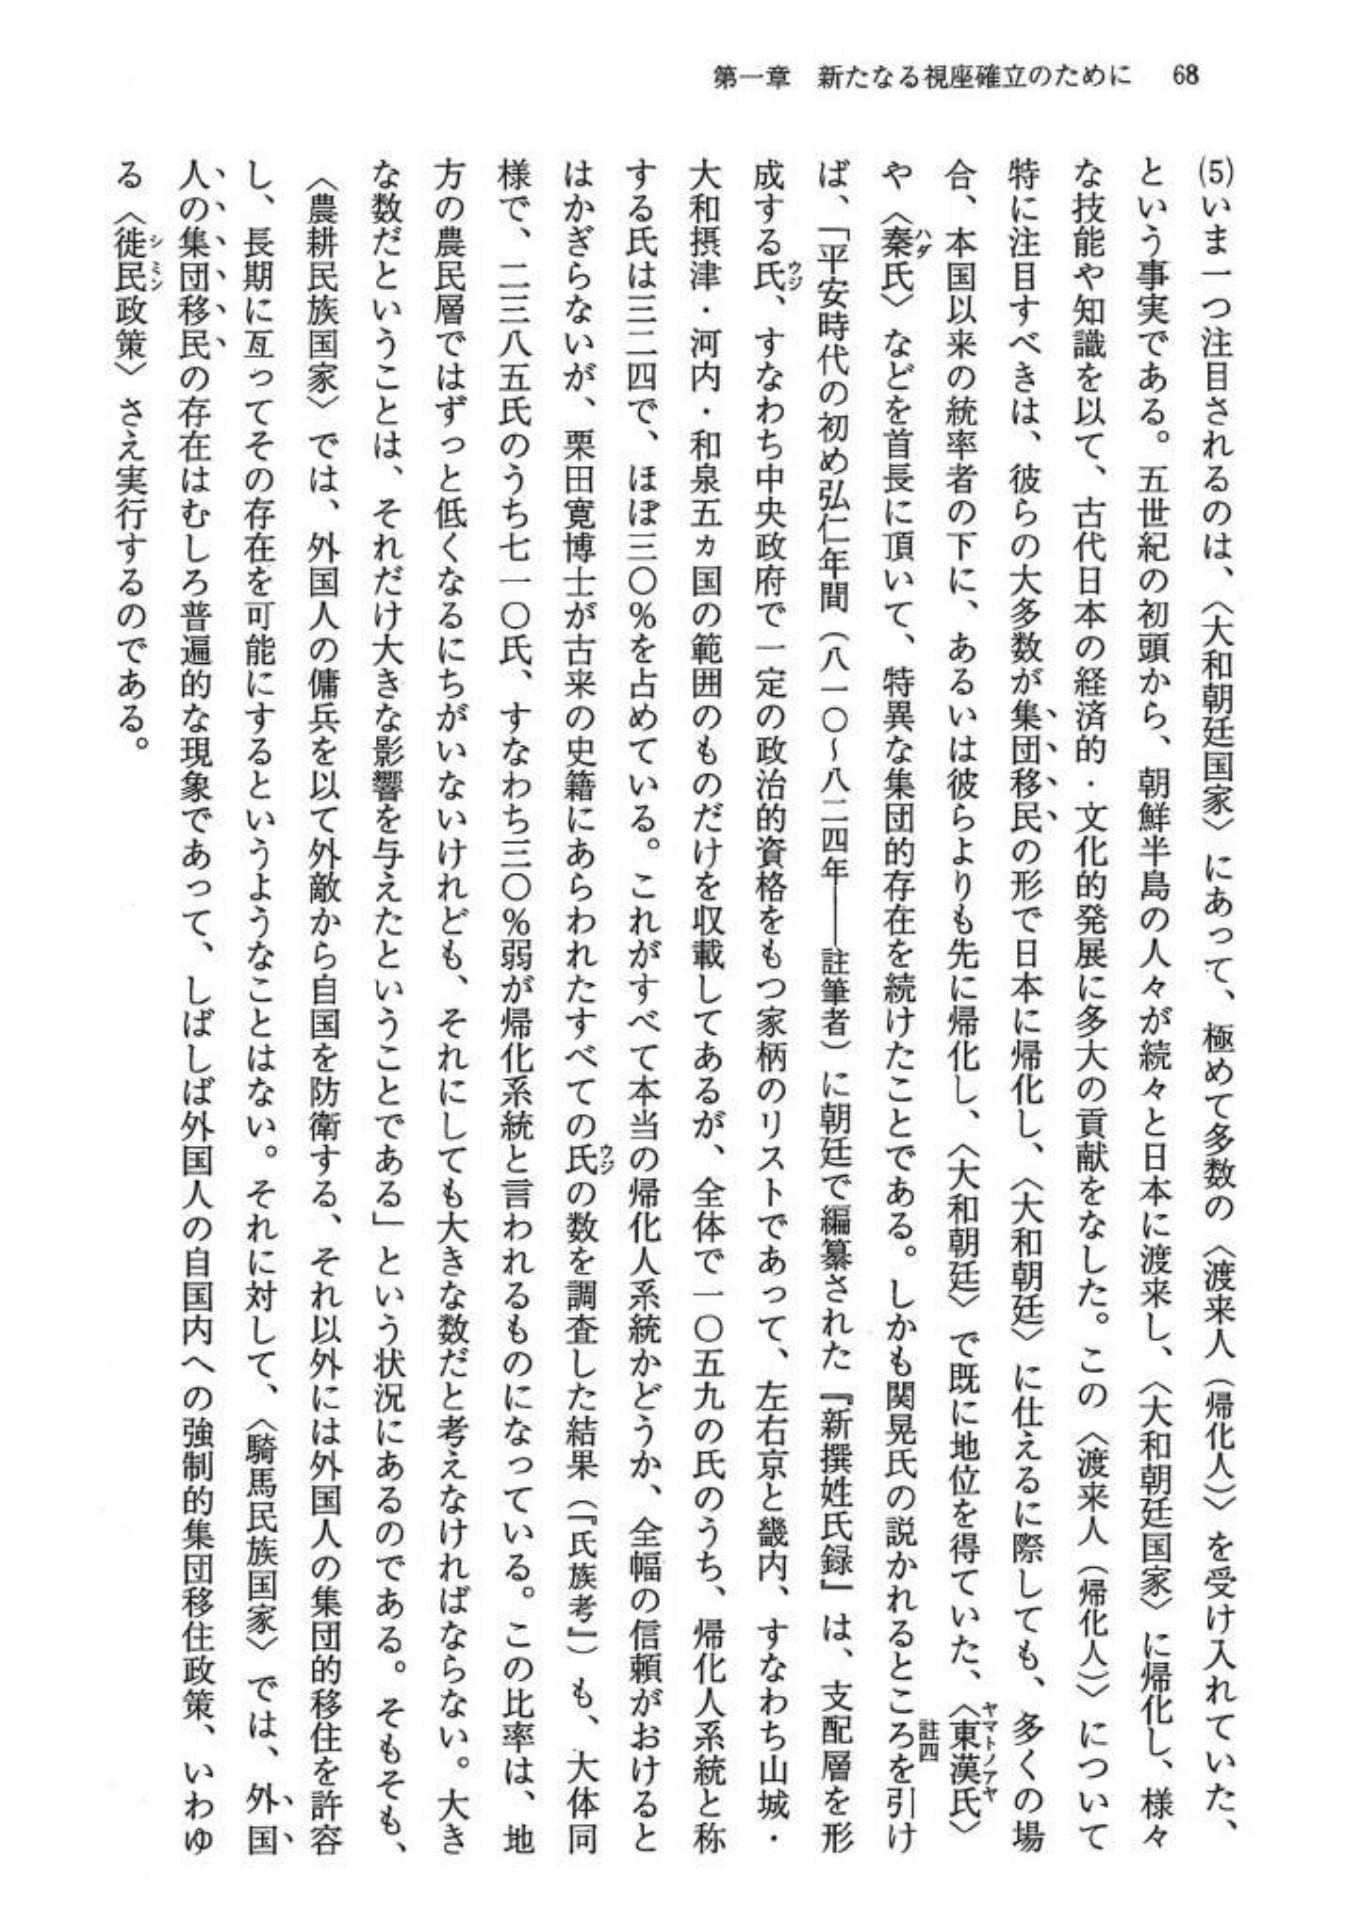 第一章　新たなる視座確立のために　68
(5)いま一つ注目されるのは、〈大和朝廷国家〉にあって、極めて多数の〈渡来人（帰化人）〉を受け入れていた、
という事実である。五世紀の初頭から、朝鮮半島の人々が続々と日本に渡来し、〈大和朝廷国家〉に帰化し、様々
な技能や知識を以て、古代日本の経済的・文化的発展に多大の貢献をなした。この〈渡来人（帰化人）〉について
特に注目すべきは、彼らの大多数が集団移民の形で日本に帰化し、〈大和朝廷〉に仕えるに際しても、多くの場
合、本国以来の統率者の下に、あるいは彼らよりも先に帰化し、〈大和朝廷〉で既に地位を得ていた、〈東漢氏〉
ヤマトノアヤ
や〈秦氏〉などを首長に頂いて、特異な集団的存在を続けたことである。しかも関晃氏の説かれるところを引け
ハダ
註四
ば、「平安時代の初め弘仁年間（八一〇～八二四年――註筆者）に朝廷で編纂された『新撰姓氏録』は、支配層を形
成する氏、すなわち中央政府で一定の政治的資格をもつ家柄のリストであって、左右京と畿内、すなわち山城・
ウジ
大和摂津・河内・和泉五カ国の範囲のものだけを収載してあるが、全体で一〇五九の氏のうち、帰化人系統と称
する氏は三二四で、ほぼ三〇%を占めている。これがすべて本当の帰化人系統かどうか、全幅の信頼がおけると
はかぎらないが、栗田寛博士が古来の史籍にあらわれたすべての氏の数を調査した結果（『氏族考』）も、大体同
ウジ
様で、二三八五氏のうち七一〇氏、すなわち三〇%弱が帰化系統と言われるものになっている。この比率は、地
方の農民層ではずっと低くなるにちがいないけれども、それにしても大きな数だと考えなければならない。大き
な数だということは、それだけ大きな影響を与えたということである」という状況にあるのである。そもそも、
〈農耕民族国家〉では、外国人の傭兵を以て外敵から自国を防衛する、それ以外には外国人の集団的移住を許容
し、長期に亙ってその存在を可能にするというようなことはない。それに対して、〈騎馬民族国家〉では、外国
人の集団移民の存在はむしろ普遍的な現象であって、しばしば外国人の自国内への強制的集団移住政策、いわゆ
る〈徙民政策〉さえ実行するのである。
シミン